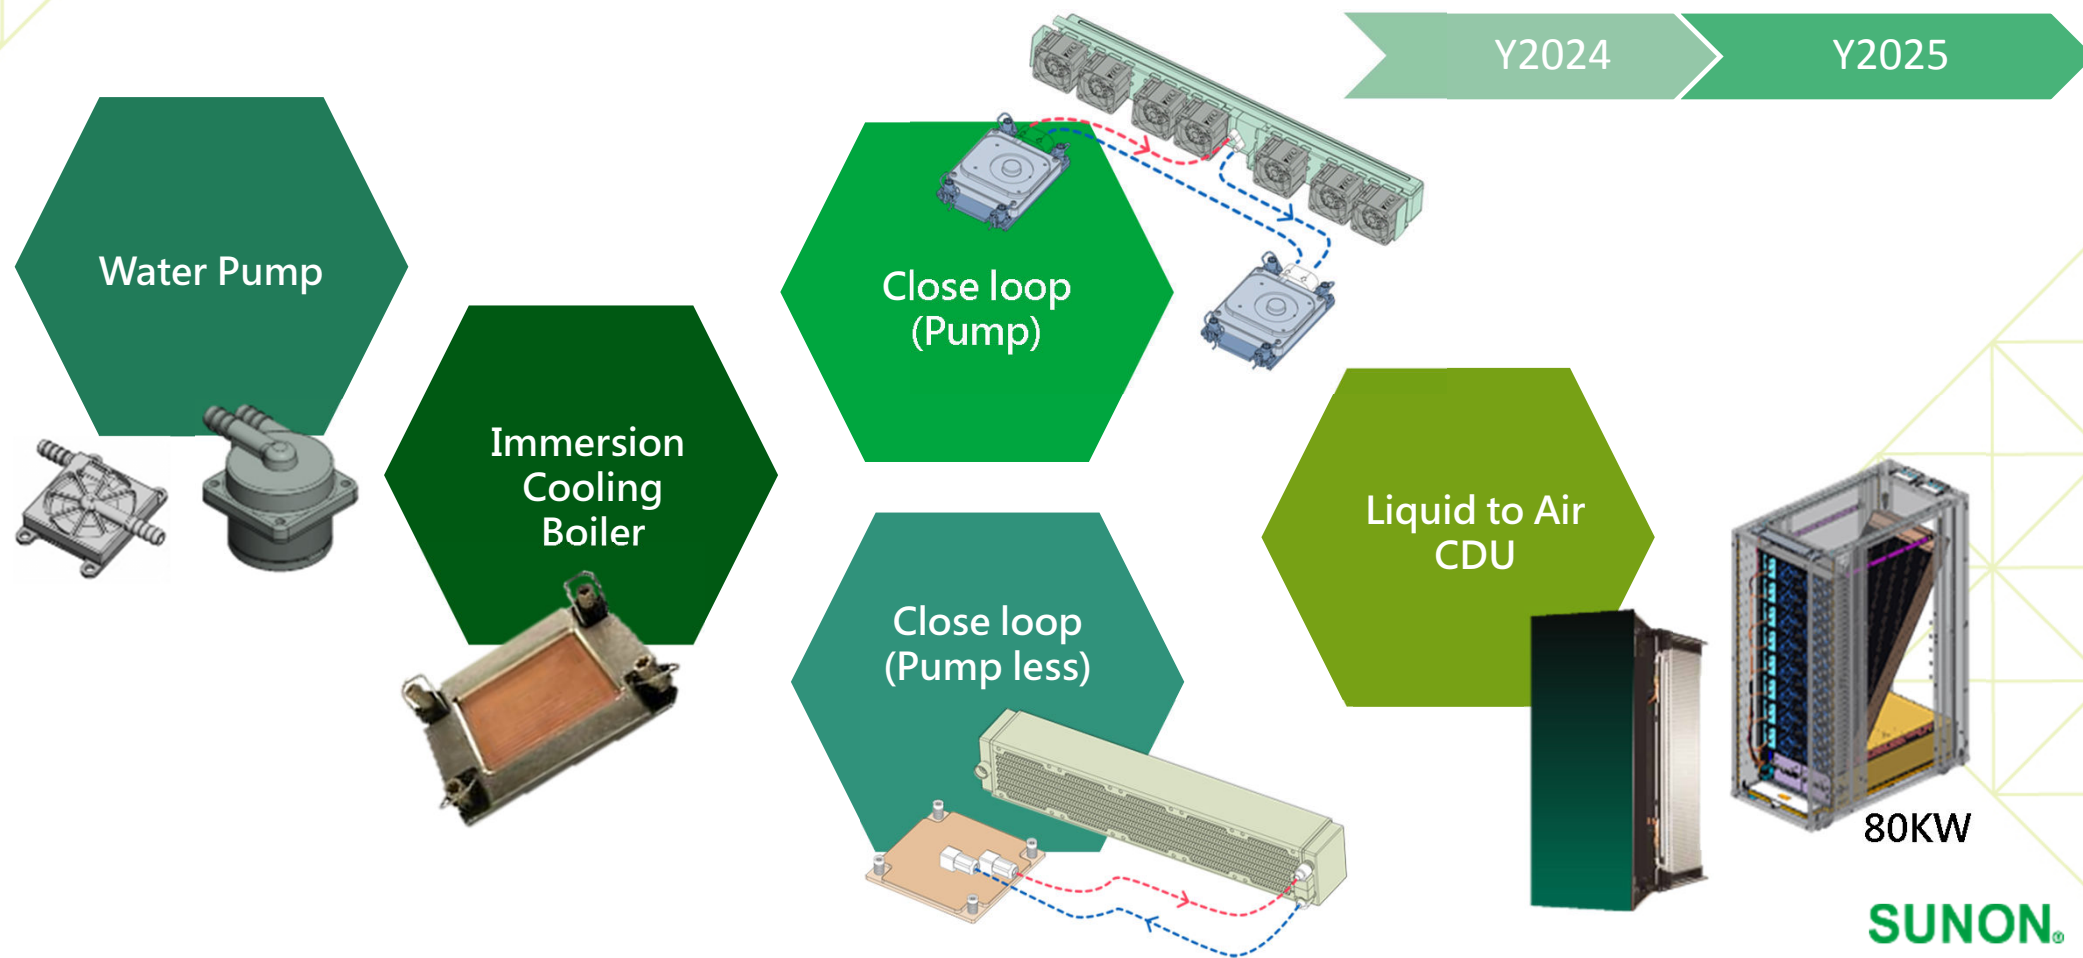 Y2024
Y2025
Water Pump
Immersion
Cooling
Boiler
Close loop
(Pump)
Close loop
(Pump less)
Liquid to Air
CDU
80KW
SUNON®